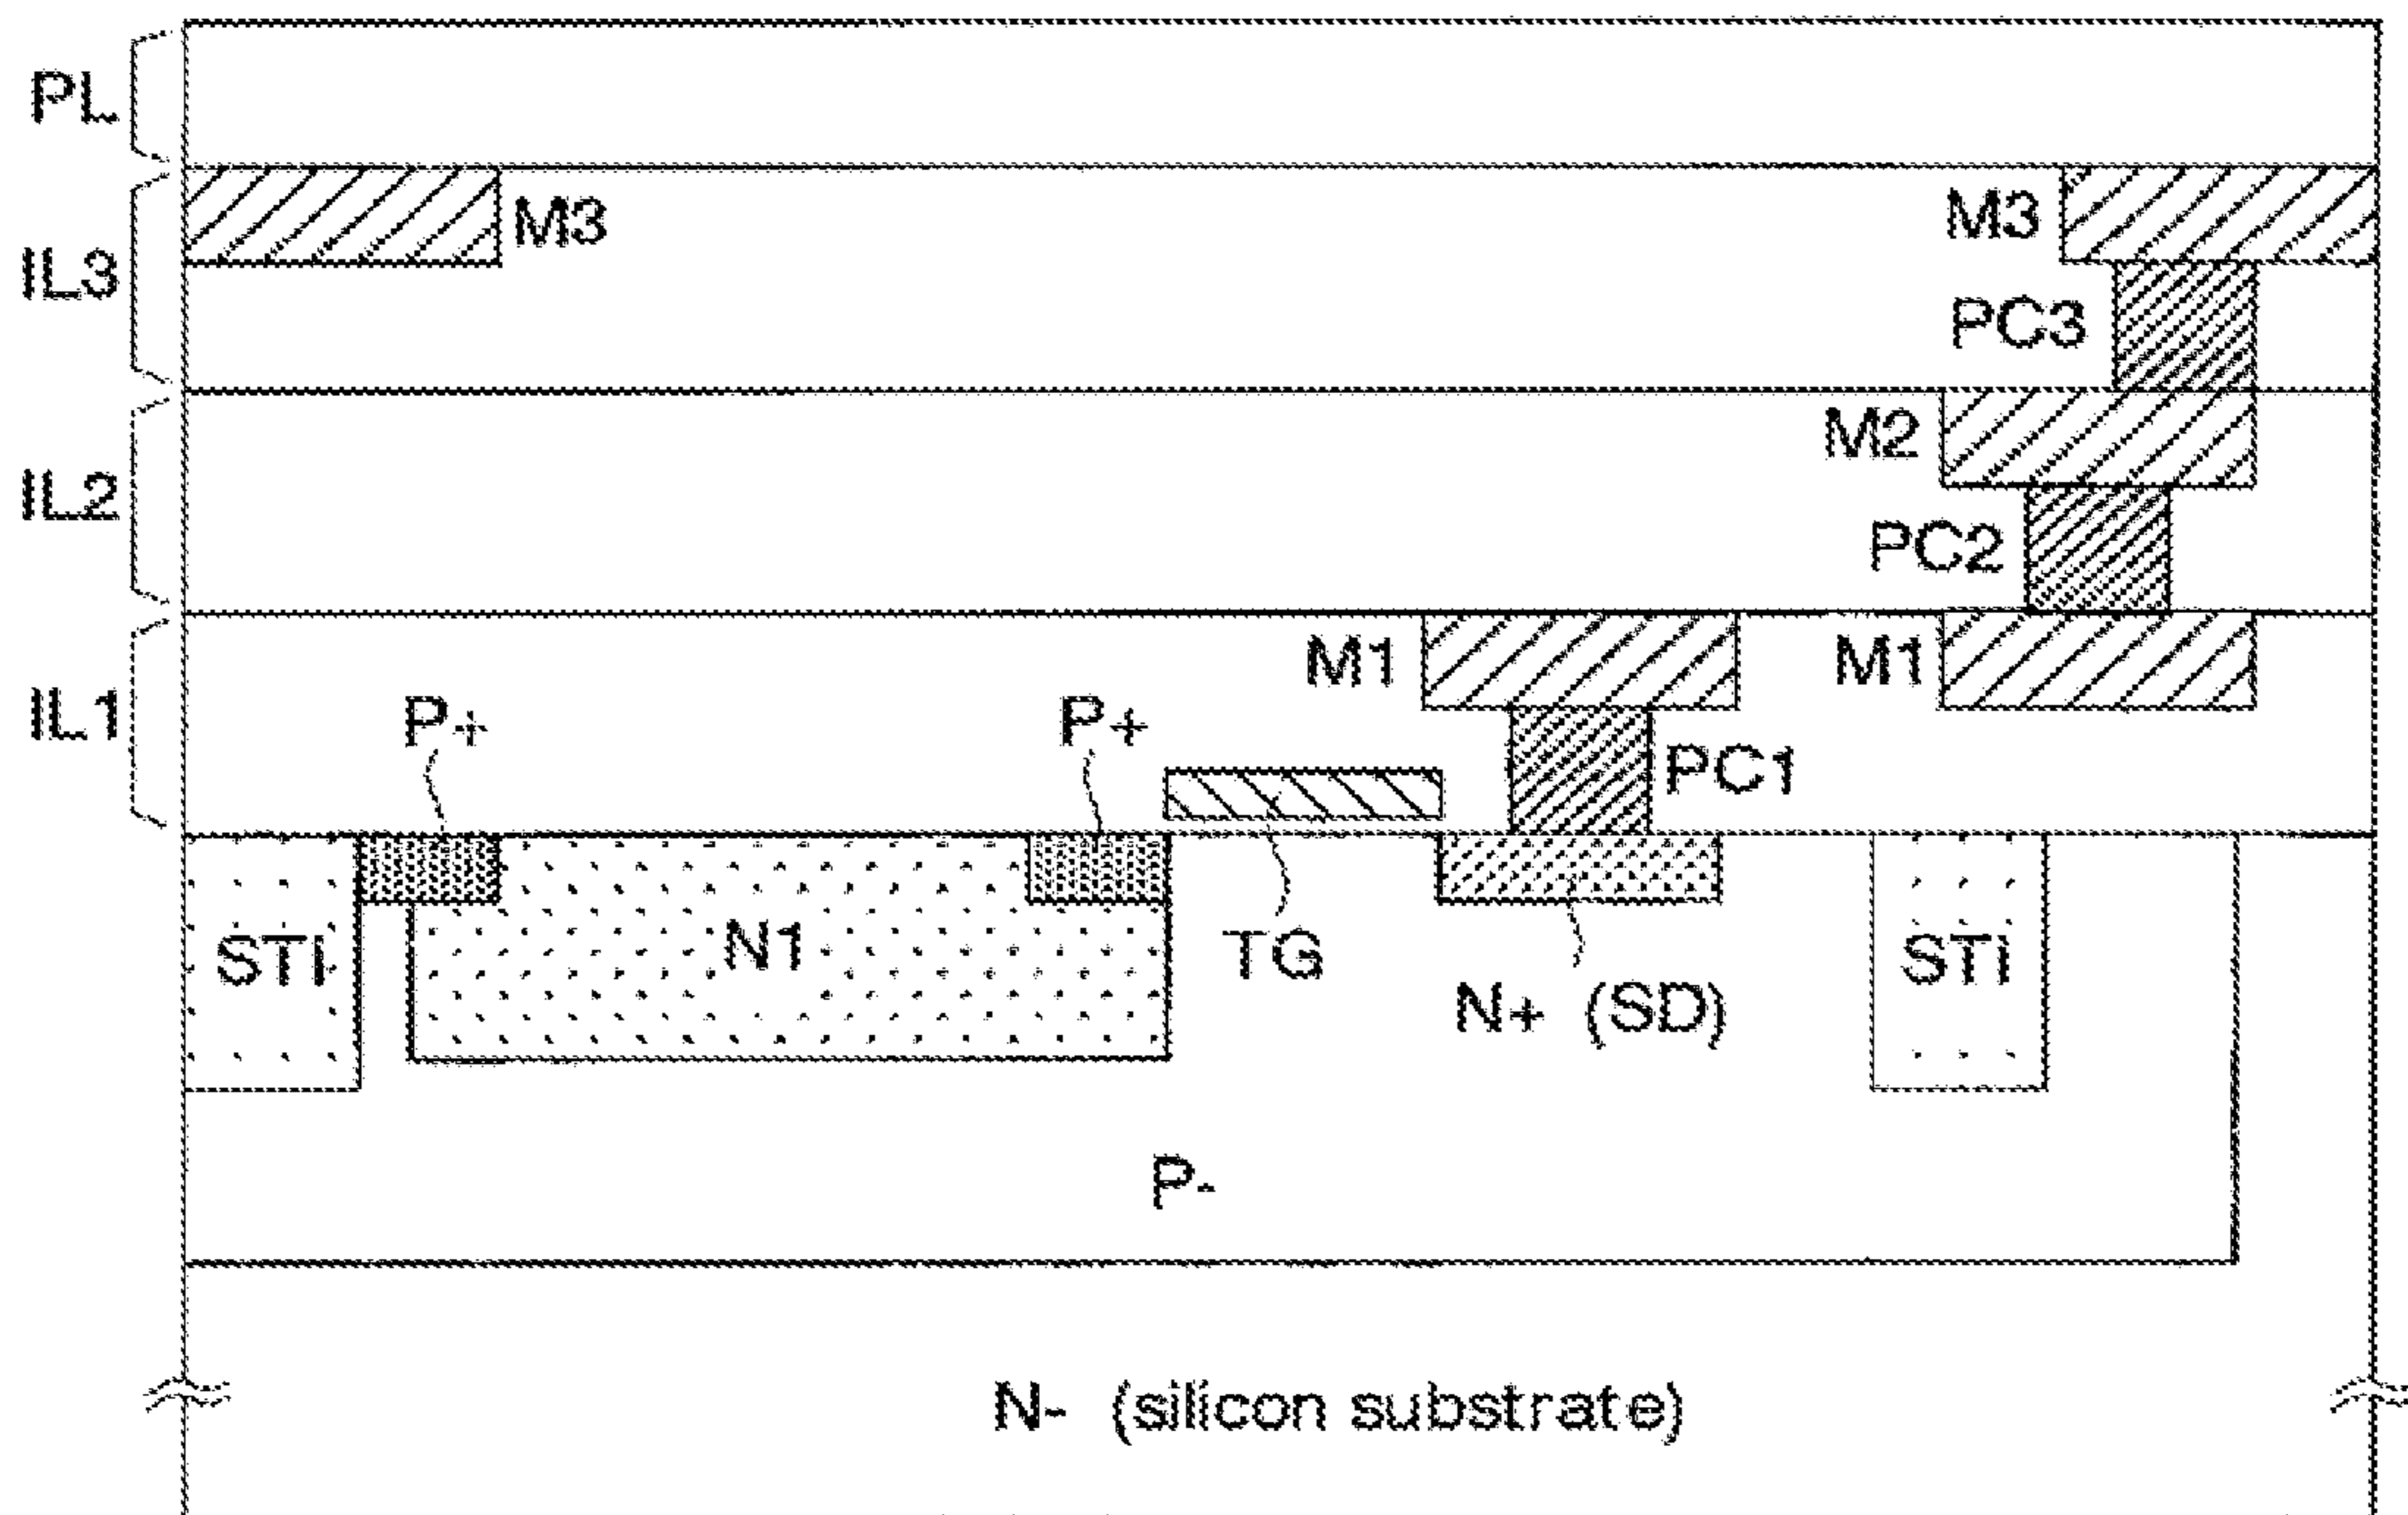 PL
M3
M3
IL3
PC3
M2
IL2
PC2
M1
M1
IL1
P+
P+
PC1
STI
N1
TG
N+ (SD)
STI
P-
N- (silicon substrate)